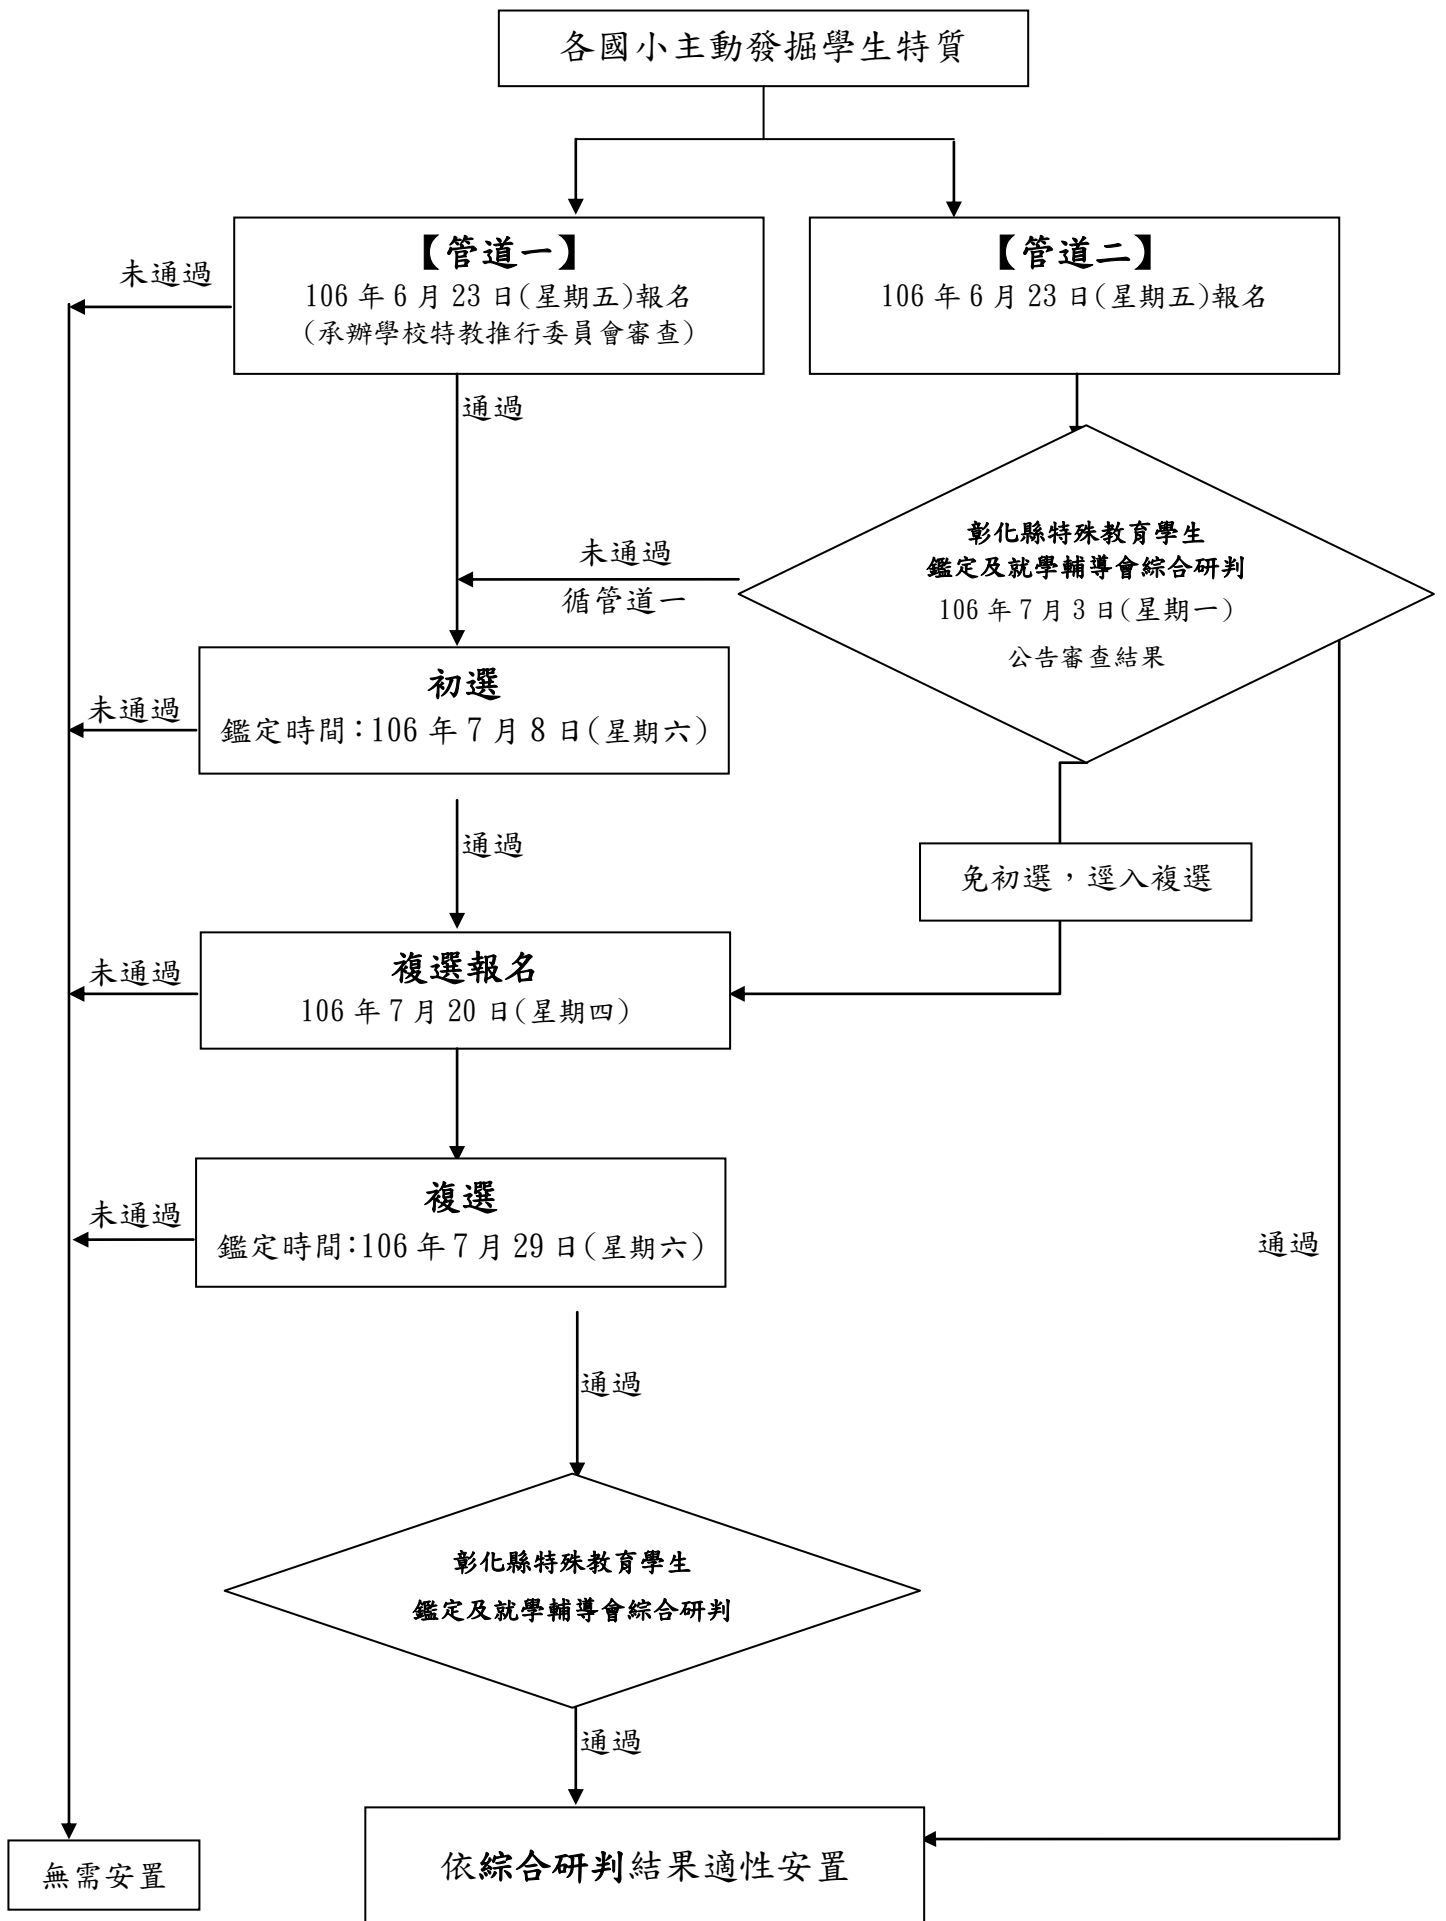 各國小主動發掘學生特質
【管道一】
106 年 6 月 23 日(星期五)報名
(承辦學校特教推行委員會審查)
【管道二】
106 年 6 月 23 日(星期五)報名
未通過
通過
彰化縣特殊教育學生
鑑定及就學輔導會綜合研判
106 年 7 月 3 日(星期一)
公告審查結果
未通過
循管道一
初選
鑑定時間：106 年 7 月 8 日(星期六)
未通過
通過
免初選，逕入複選
複選報名
106 年 7 月 20 日(星期四)
未通過
複選
鑑定時間：106 年 7 月 29 日(星期六)
未通過
通過
通過
彰化縣特殊教育學生
鑑定及就學輔導會綜合研判
通過
無需安置
依綜合研判結果適性安置